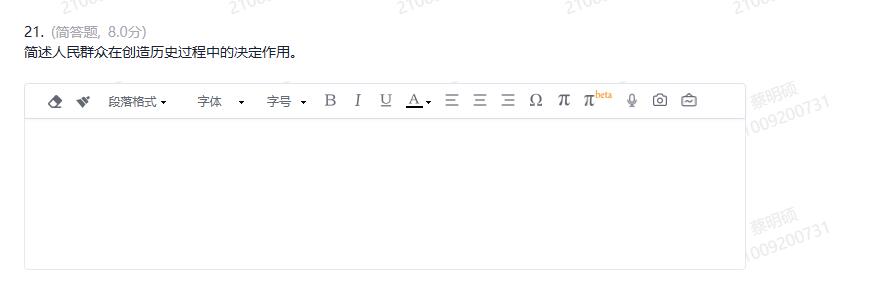 21. (简答题, 8.0分)
简述人民群众在创造历史过程中的决定作用。
段落格式 字体 字号 B I U A Ω π πbeta
蔡明硕
1009200731
蔡明硕
1009200731